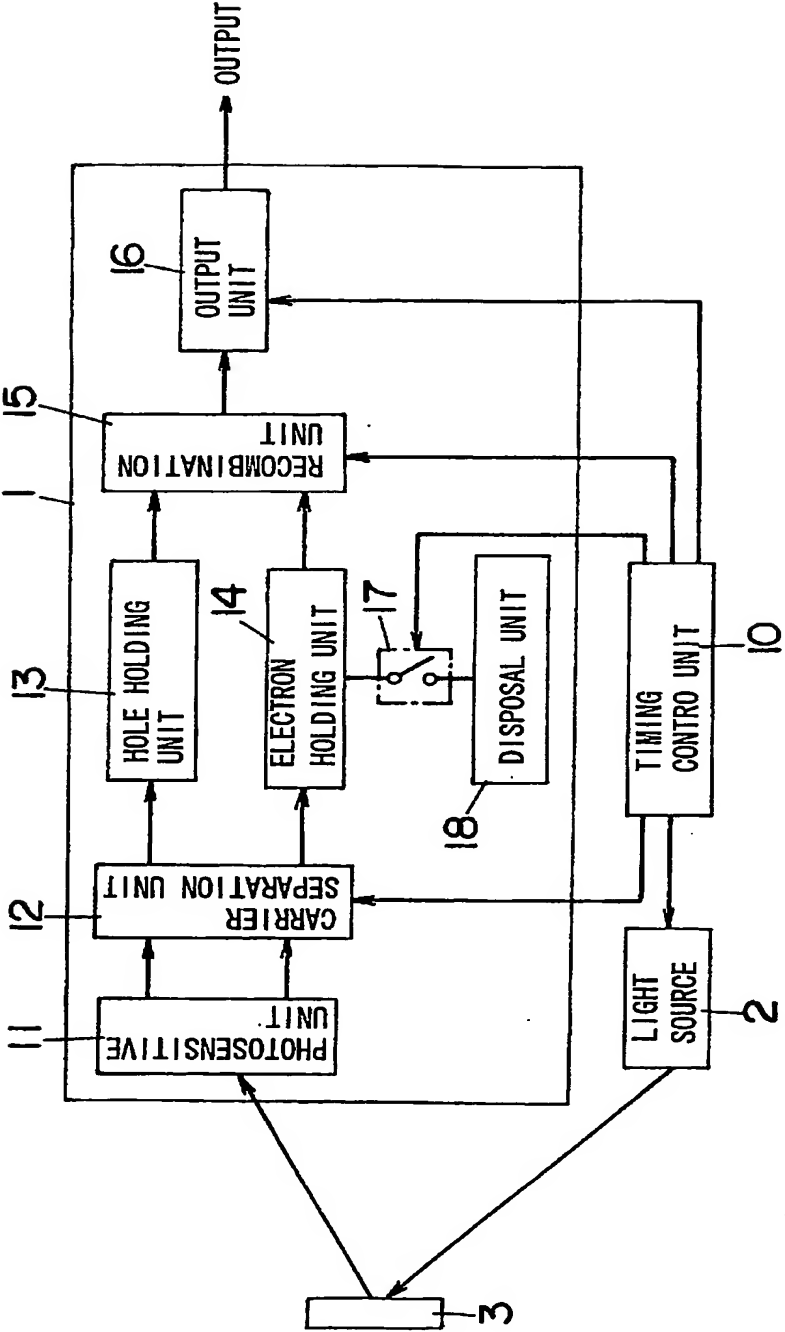 1
11
PHOTOSENSITIVE
UNIT
12
CARRIER
SEPARATION UNIT
13
HOLE HOLDING
UNIT
14
ELECTRON
HOLDING UNIT
15
RECOMBINATION
UNIT
16
OUTPUT
UNIT
OUTPUT
17
18
DISPOSAL UNIT
10
TIMING
CONTRO UNIT
2
LIGHT
SOURCE
3